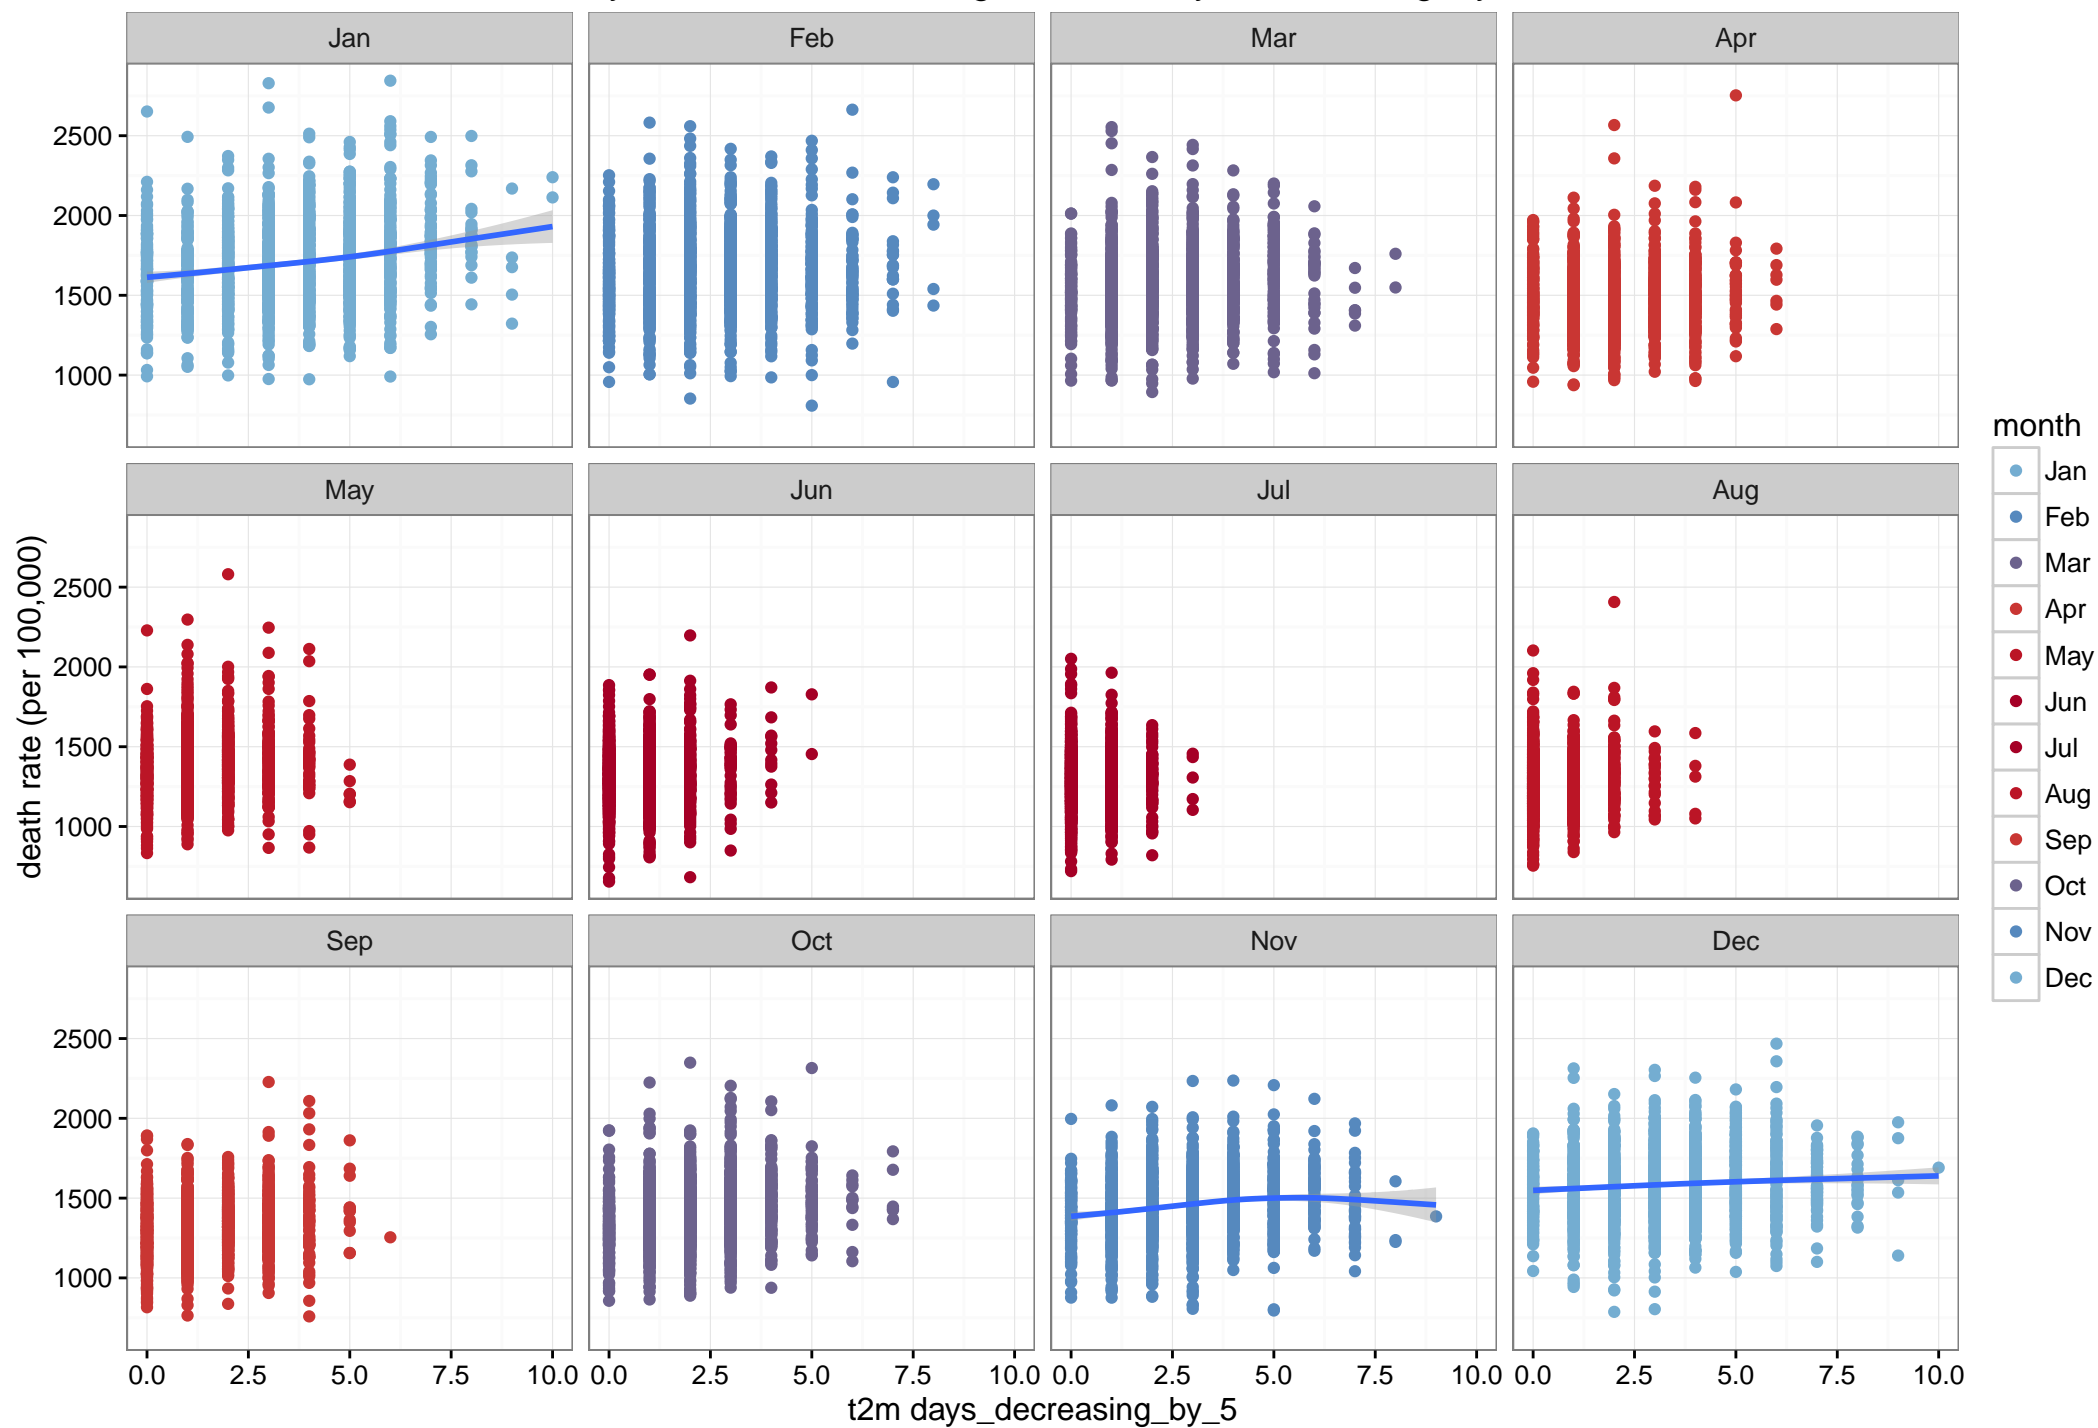 Jan Feb Mar Apr
2500
2000
1500
1000
May Jun Jul Aug
2500
2000
1500
1000
Sep Oct Nov Dec
2500
2000
1500
1000
0.0 2.5 5.0 7.5 10.0 0.0 2.5 5.0 7.5 10.0 0.0 2.5 5.0 7.5 10.0 0.0 2.5 5.0 7.5 10.0
t2m days_decreasing_by_5
death rate (per 100,000)
month
Jan
Feb
Mar
Apr
May
Jun
Jul
Aug
Sep
Oct
Nov
Dec